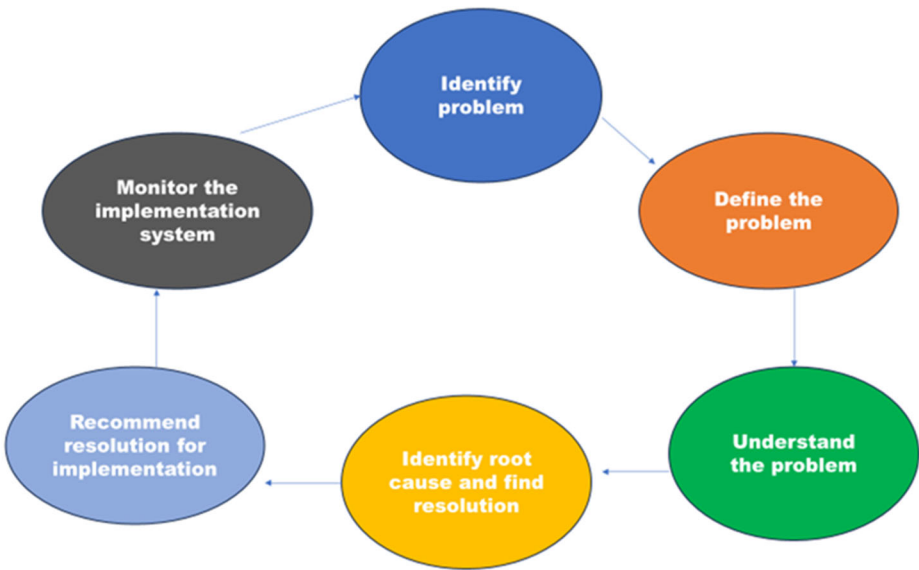 Identify
problem
Define the
problem
Understand
the problem
Identify root
cause and find
resolution
Recommend
resolution for
implementation
Monitor the
implementation
system